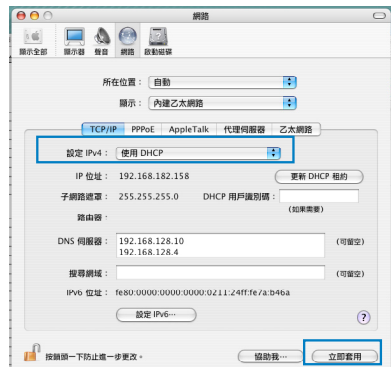 網路
顯示全部 顯示器 聲音 網路 啟動磁碟
所在位置： 自動
顯示： 內建乙太網路
TCP/IP PPPoE AppleTalk 代理伺服器 乙太網路
設定 IPv4： 使用 DHCP
IP 位址： 192.168.182.158 更新 DHCP 租約
子網路遮罩： 255.255.255.0 DHCP 用戶識別碼：
路由器： (如果需要)
DNS 伺服器： 192.168.128.10 (可留空)
192.168.128.4
搜尋網域： (可留空)
IPv6 位址： fe80:0000:0000:0000:0211:24ff:fe7a:b46a
設定 IPv6… ?
按鎖頭一下防止進一步更改。 協助我… 立即套用